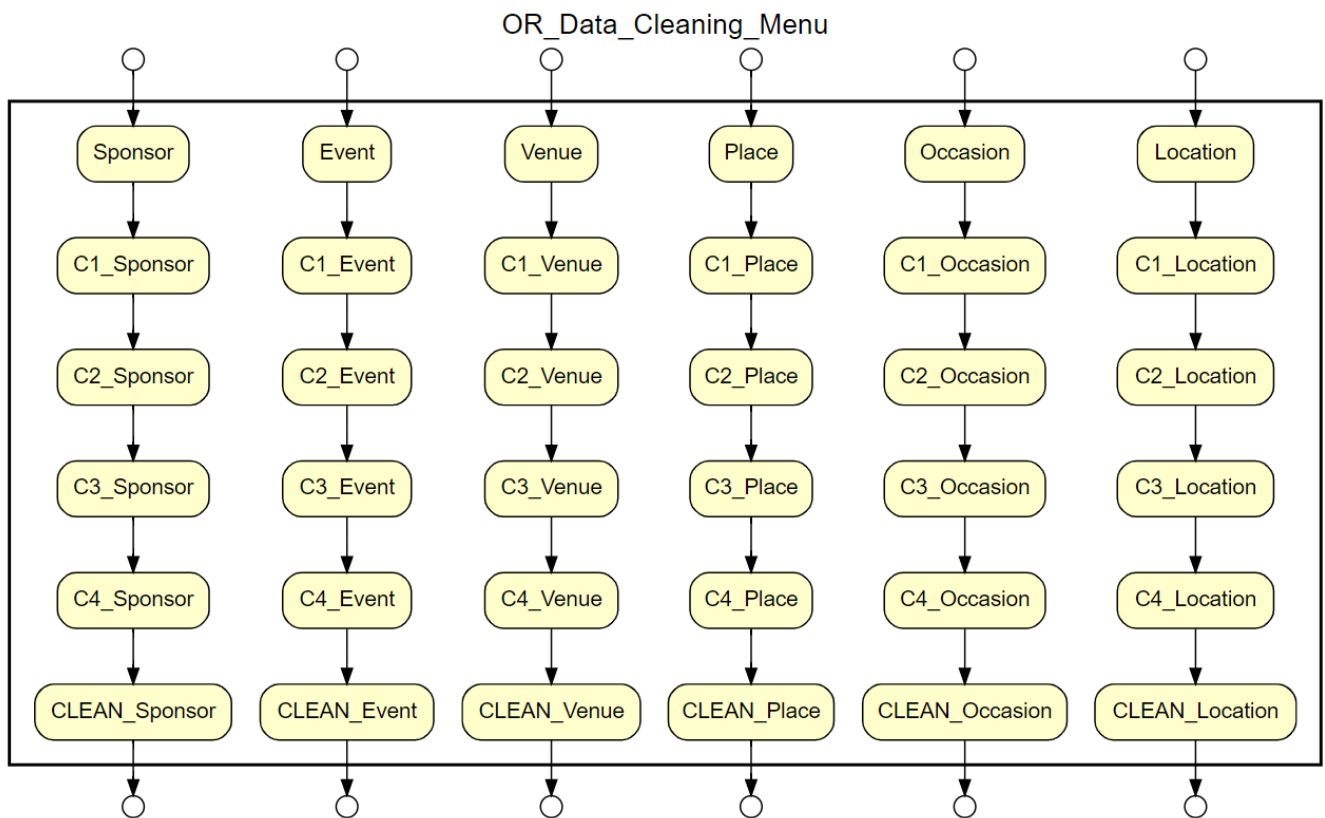 OR_Data_Cleaning_Menu
Sponsor Event Venue Place Occasion Location
C1_Sponsor C1_Event C1_Venue C1_Place C1_Occasion C1_Location
C2_Sponsor C2_Event C2_Venue C2_Place C2_Occasion C2_Location
C3_Sponsor C3_Event C3_Venue C3_Place C3_Occasion C3_Location
C4_Sponsor C4_Event C4_Venue C4_Place C4_Occasion C4_Location
CLEAN_Sponsor CLEAN_Event CLEAN_Venue CLEAN_Place CLEAN_Occasion CLEAN_Location